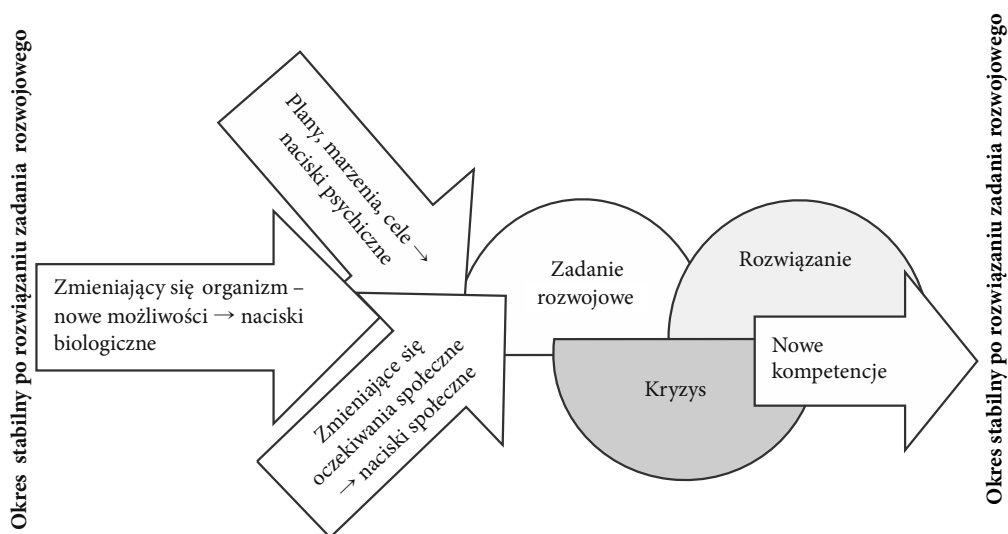 Okres stabilny po rozwiązaniu zadania rozwojowego
Plany, marzenia, cele →
naciski psychiczne
Zmieniający się organizm –
nowe możliwości → naciski
biologiczne
Zmieniające się
oczekiwania społeczne
→ naciski społeczne
Zadanie
rozwojowe
Rozwiązanie
Kryzys
Nowe
kompetencje
Okres stabilny po rozwiązaniu zadania rozwojowego